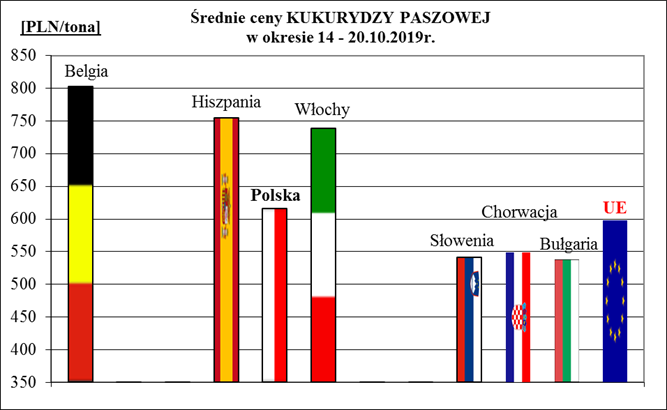 Średnie ceny KUKURYDZY PASZOWEJ
w okresie 14 - 20.10.2019r.
[PLN/tona]
850
800
750
700
650
600
550
500
450
400
350
Belgia
Hiszpania
Polska
Włochy
Słowenia
Chorwacja
Bułgaria
UE